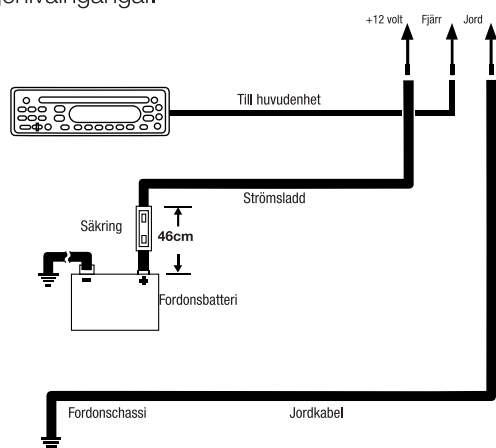 +12 volt Fjärr Jord
Till huvudenhet
Strömsladd
Säkring
46cm
- +
Fordonsbatteri
Fordonschassi Jordkabel